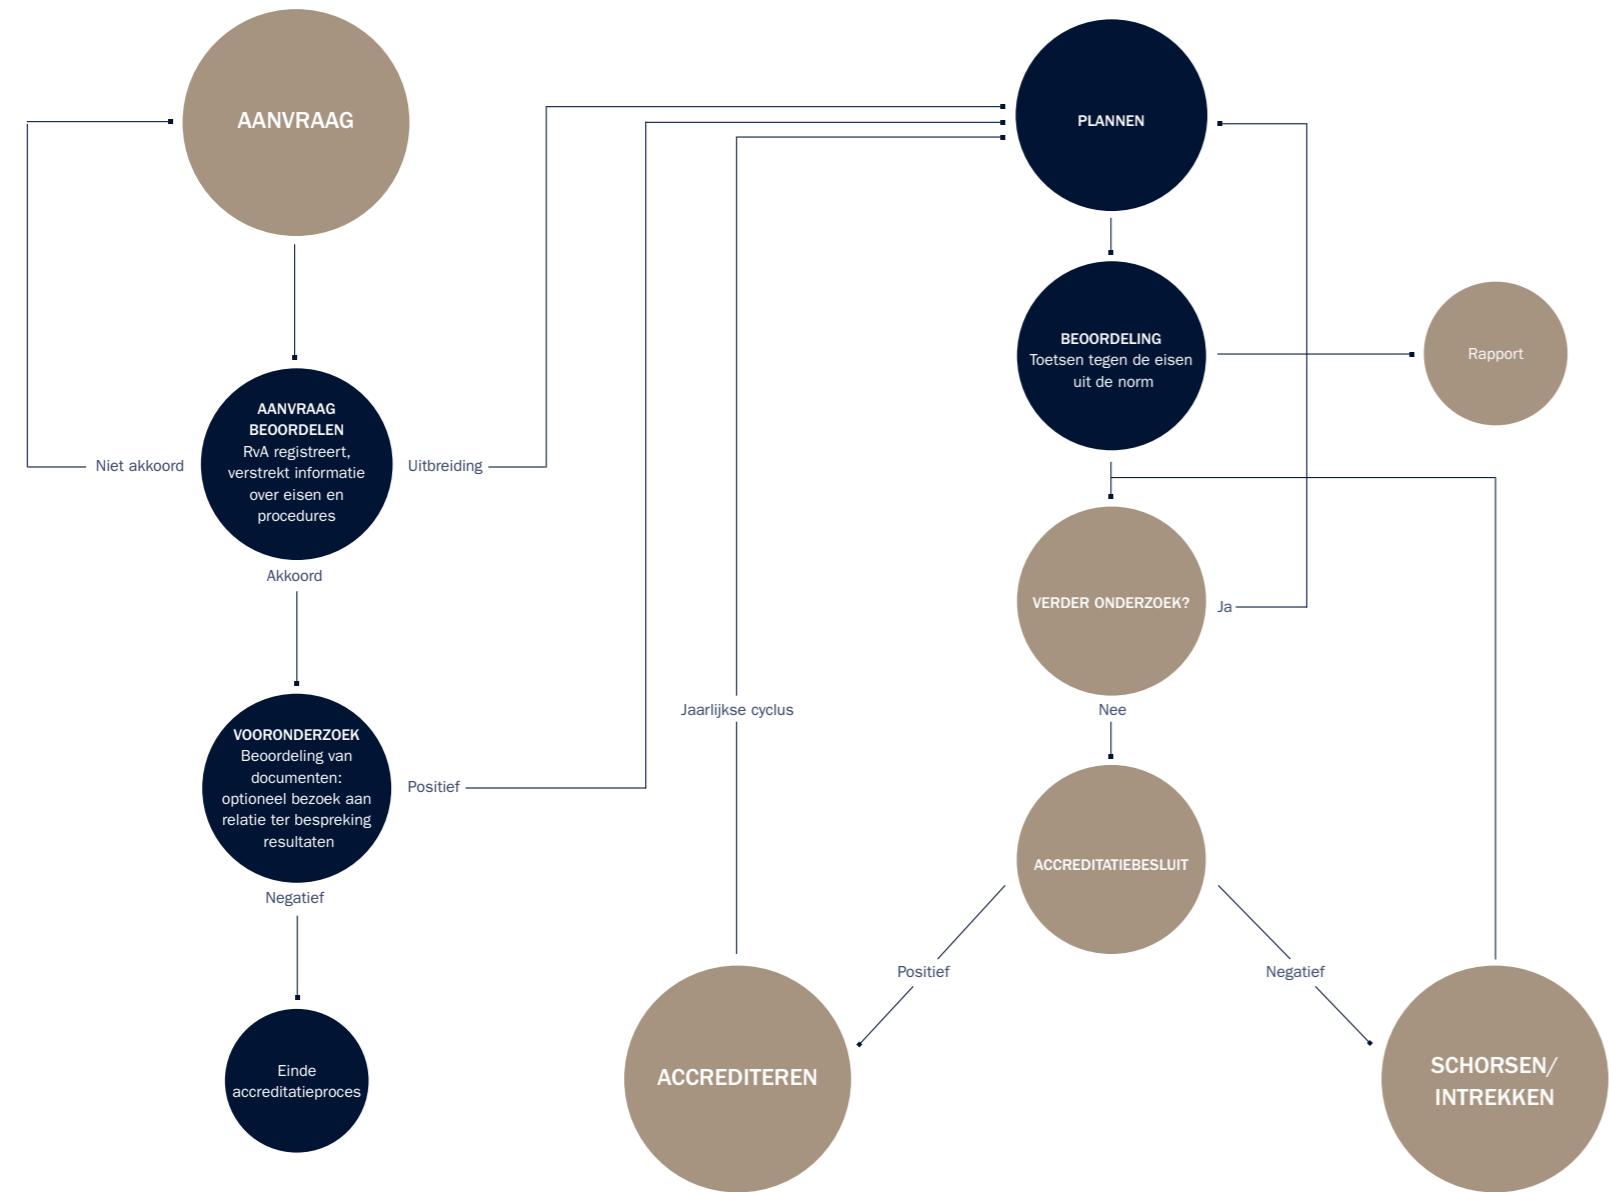 AANVRAAG
AANVRAAG
BEOORDELEN
RvA registreert,
verstrekt informatie
over eisen en
procedures
Niet akkoord
Uitbreiding
Akkoord
VOORONDERZOEK
Beoordeling van
documenten:
optioneel bezoek aan
relatie ter bespreking
resultaten
Positief
Negatief
Einde
accreditatieproces
PLANNEN
BEOORDELING
Toetsen tegen de eisen
uit de norm
Rapport
VERDER ONDERZOEK?
Ja
Nee
Jaarlijkse cyclus
ACCREDITATIEBESLUIT
Positief
Negatief
ACCREDITEREN
SCHORSEN/
INTREKKEN